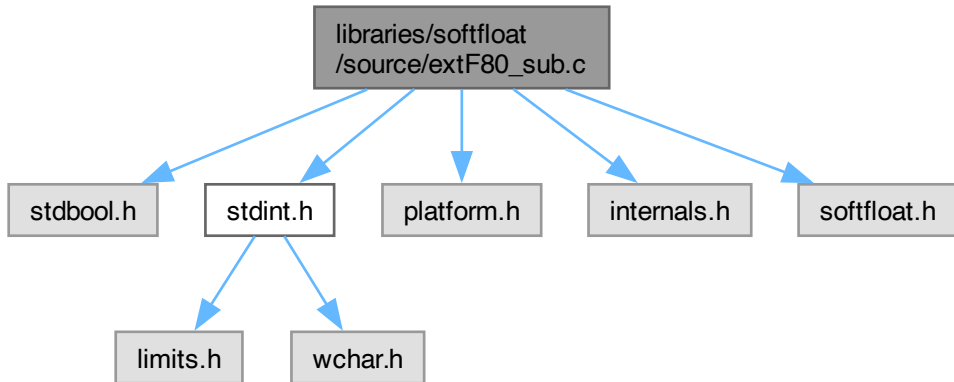 libraries/softfloat
/source/extF80_sub.c
stdbool.h
stdint.h
platform.h
internals.h
softfloat.h
limits.h
wchar.h